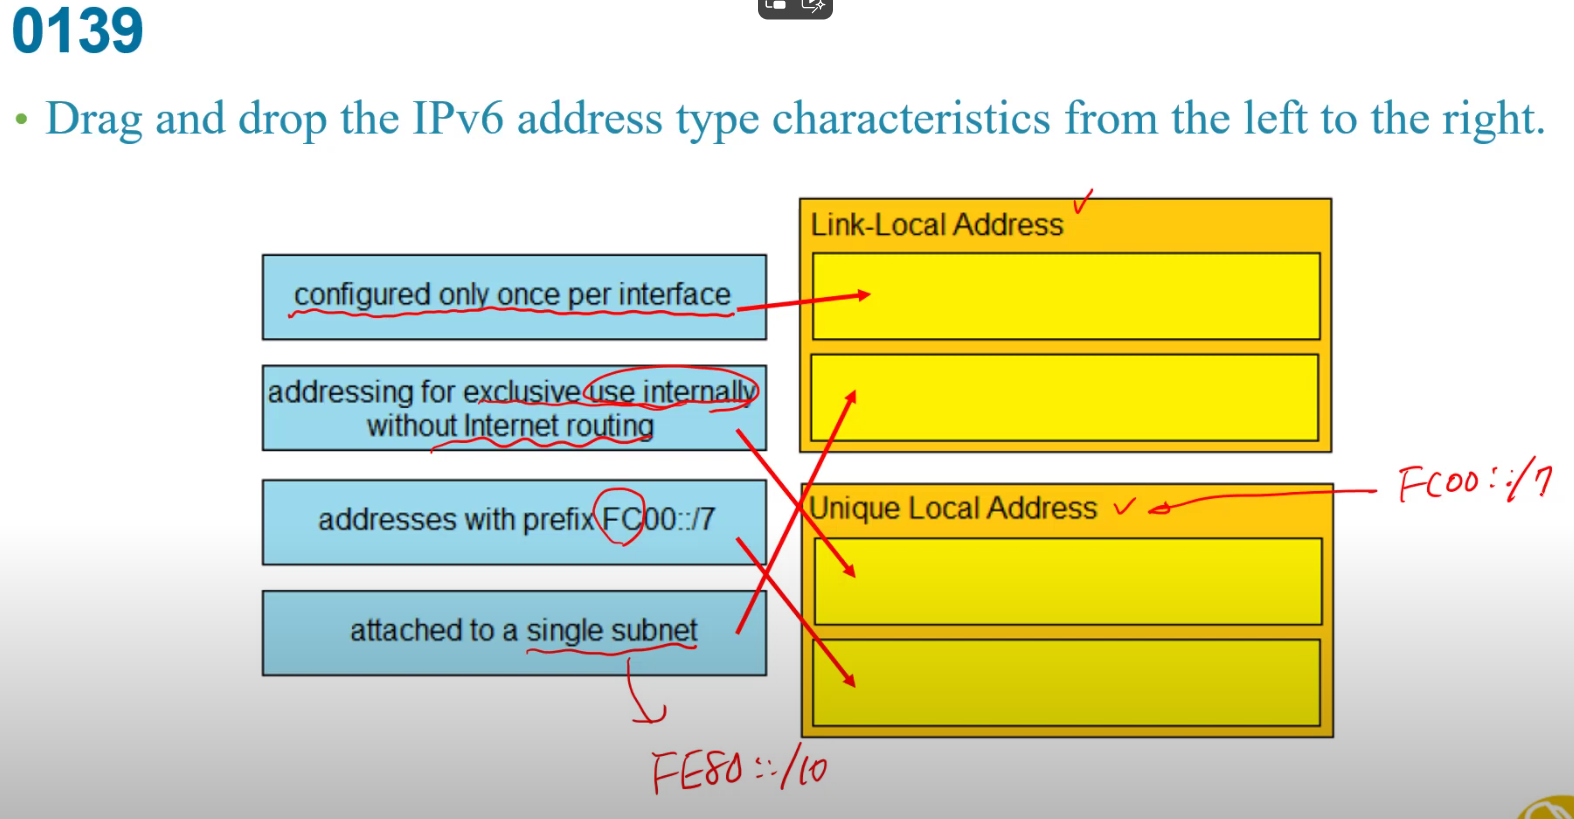 0139
• Drag and drop the IPv6 address type characteristics from the left to the right.
Link-Local Address
configured only once per interface
addressing for exclusive use internally
without Internet routing
Unique Local Address
FC00::/7
addresses with prefix FC00::/7
attached to a single subnet
FE80::/10